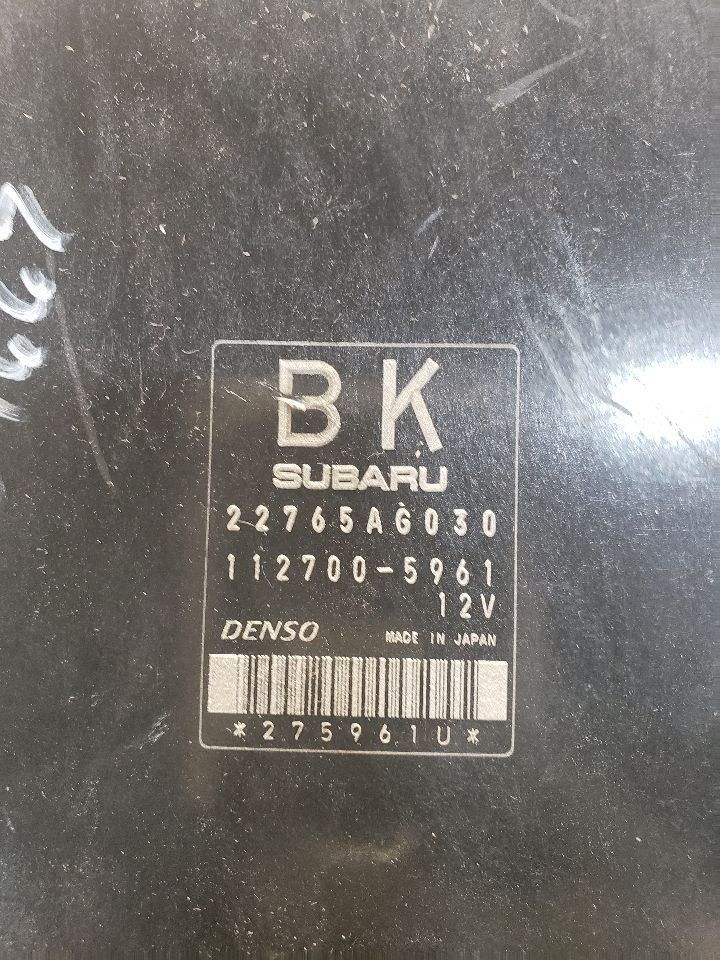 BK
SUBARU
22765AG030
112700-5961
12V
DENSO MADE IN JAPAN
*275961U*